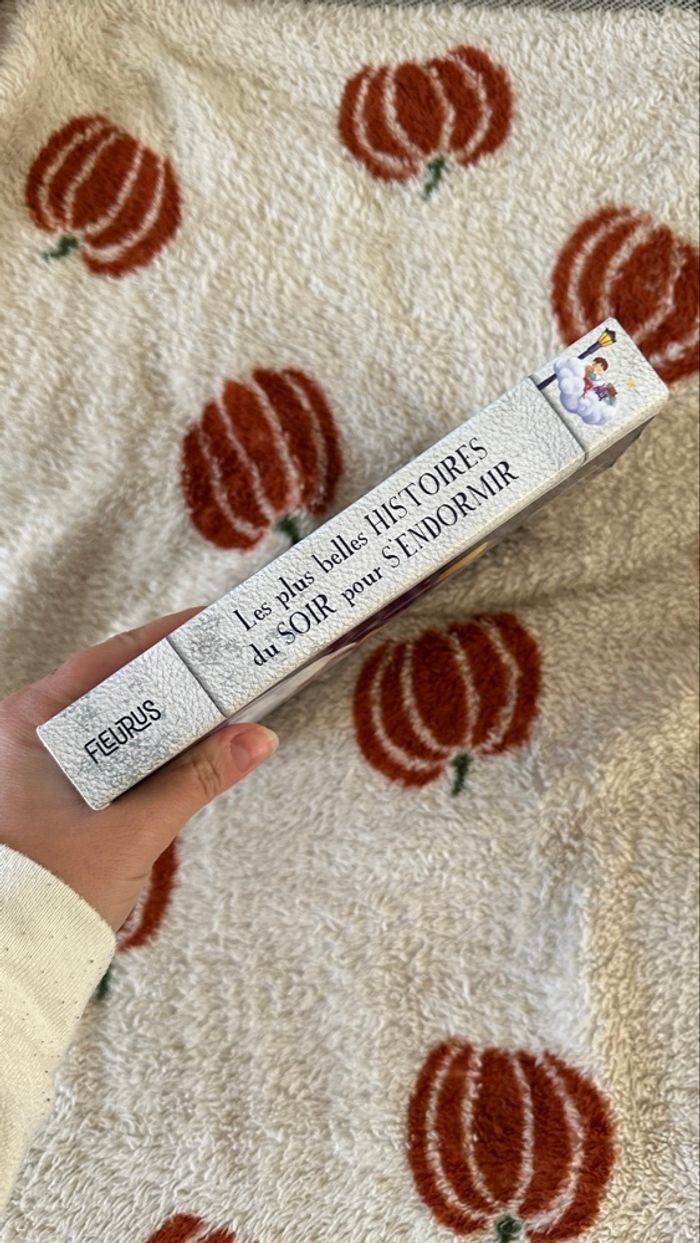 Les plus belles HISTOIRES
du SOIR pour S'ENDORMIR
FLEURUS